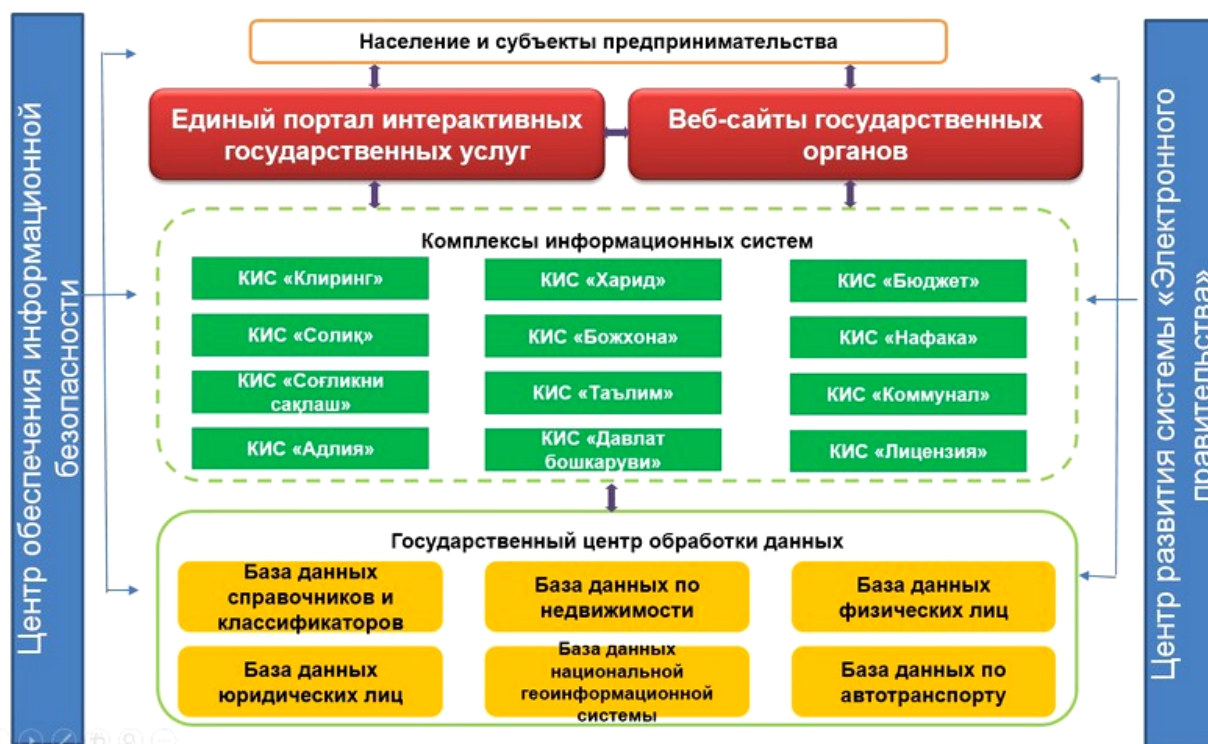 Центр обеспечения информационной
безопасности
Население и субъекты предпринимательства
Единый портал интерактивных
государственных услуг
Веб-сайты государственных
органов
Комплексы информационных систем
КИС «Клиринг»
КИС «Харид»
КИС «Бюджет»
КИС «Солиқ»
КИС «Божхона»
КИС «Нафака»
КИС «Соғликни
сақлаш»
КИС «Таълим»
КИС «Коммунал»
КИС «Адлия»
КИС «Давлат
бошкаруви»
КИС «Лицензия»
Государственный центр обработки данных
База данных
справочников и
классификаторов
База данных по
недвижимости
База данных
физических лиц
База данных
юридических лиц
База данных
национальной
геоинформационной
системы
База данных по
автотранспорту
Центр развития системы «Электронного
правительства»